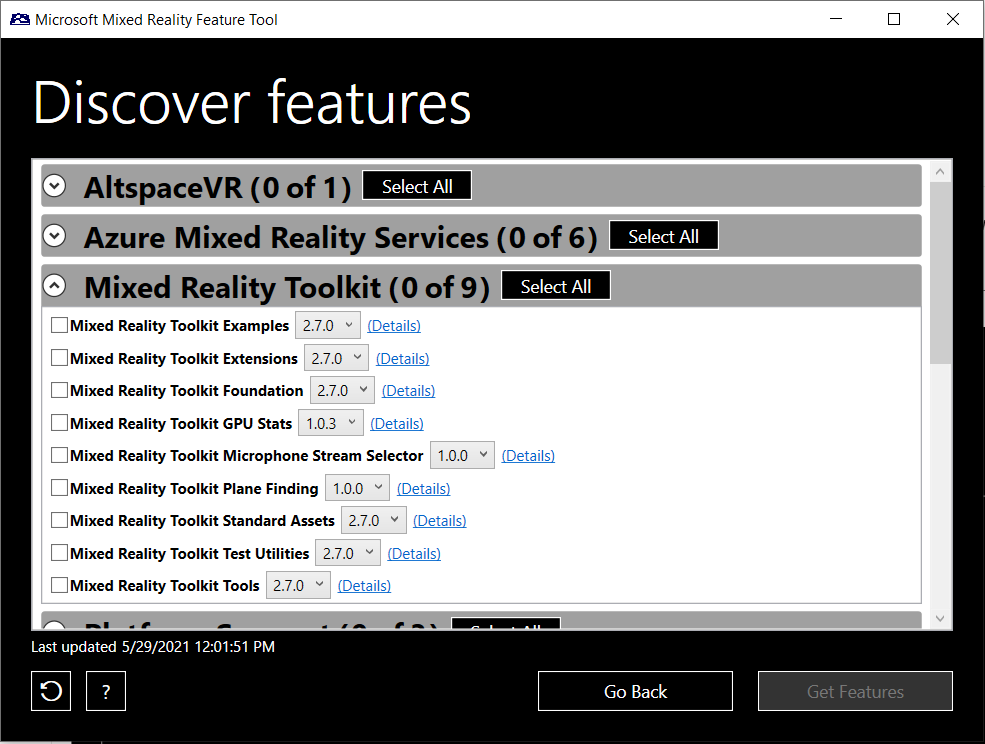 Microsoft Mixed Reality Feature Tool
Discover features
AltspaceVR (0 of 1) Select All
Azure Mixed Reality Services (0 of 6) Select All
Mixed Reality Toolkit (0 of 9) Select All
Mixed Reality Toolkit Examples 2.7.0 (Details)
Mixed Reality Toolkit Extensions 2.7.0 (Details)
Mixed Reality Toolkit Foundation 2.7.0 (Details)
Mixed Reality Toolkit GPU Stats 1.0.3 (Details)
Mixed Reality Toolkit Microphone Stream Selector 1.0.0 (Details)
Mixed Reality Toolkit Plane Finding 1.0.0 (Details)
Mixed Reality Toolkit Standard Assets 2.7.0 (Details)
Mixed Reality Toolkit Test Utilities 2.7.0 (Details)
Mixed Reality Toolkit Tools 2.7.0 (Details)
Select All
Last updated 5/29/2021 12:01:51 PM
? Go Back Get Features